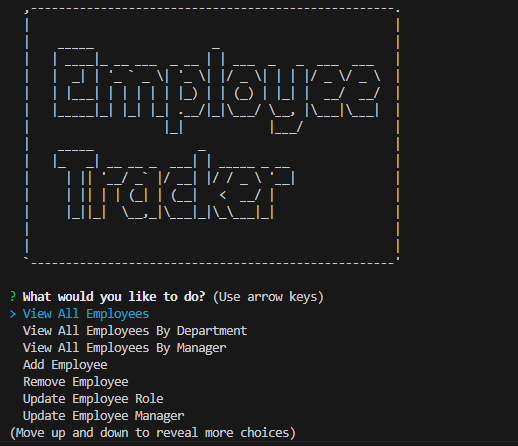 Employee
Tracker
? What would you like to do? (Use arrow keys)
> View All Employees
View All Employees By Department
View All Employees By Manager
Add Employee
Remove Employee
Update Employee Role
Update Employee Manager
(Move up and down to reveal more choices)